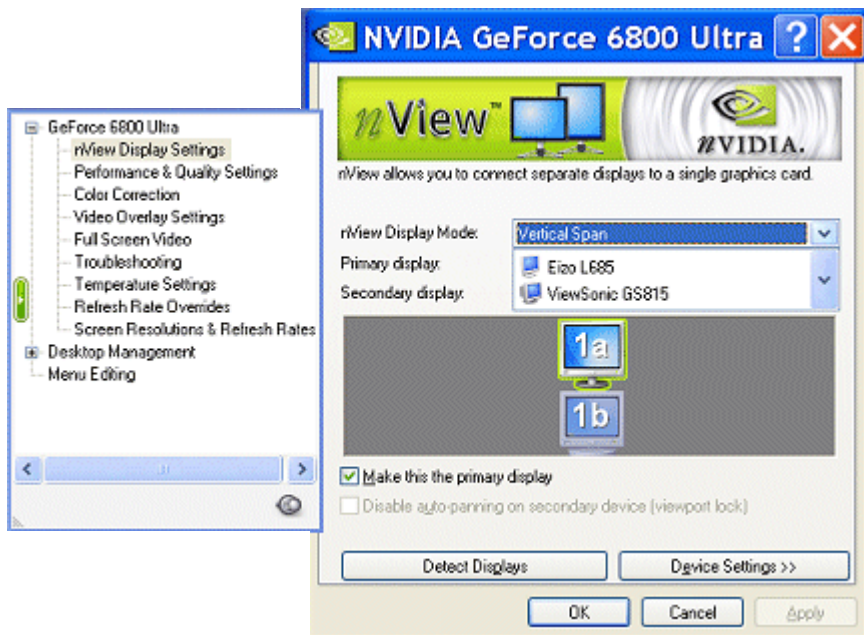 NVIDIA GeForce 6800 Ultra
nView™
nVIDIA.
nView allows you to connect separate displays to a single graphics card.
nView Display Mode: Vertical Span
Primary display: Eizo L685
Secondary display: ViewSonic GS815
1a
1b
Make this the primary display
Disable auto-panning on secondary device (viewport lock)
Detect Displays Device Settings >>
OK Cancel Apply
GeForce 6800 Ultra
nView Display Settings
Performance & Quality Settings
Color Correction
Video Overlay Settings
Full Screen Video
Troubleshooting
Temperature Settings
Refresh Rate Overrides
Screen Resolutions & Refresh Rates
Desktop Management
Menu Editing